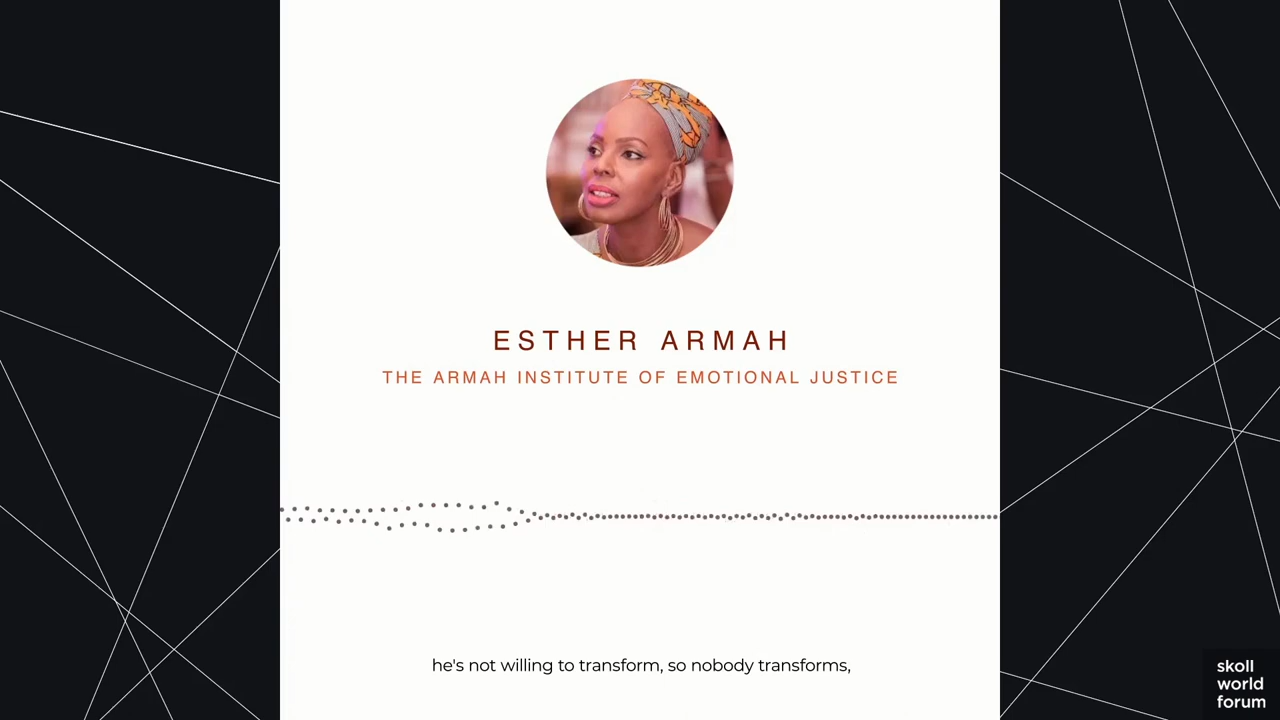 ESTHER ARMAH
THE ARMAH INSTITUTE OF EMOTIONAL JUSTICE
he's not willing to transform, so nobody transforms,
skoll
world
forum